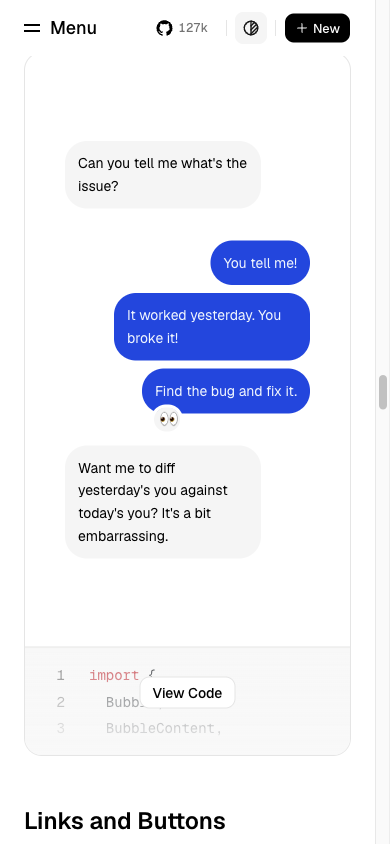 Menu
127k
New
Can you tell me what's the
issue?
You tell me!
It worked yesterday. You
broke it!
Find the bug and fix it.
Want me to diff
yesterday's you against
today's you? It's a bit
embarrassing.
1 import {
View Code
2
3 BubbleContent,
Links and Buttons